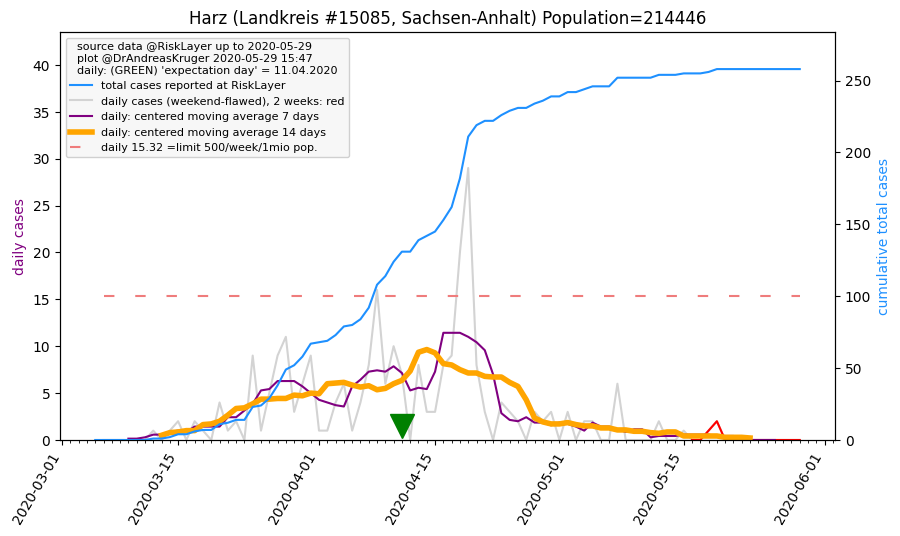 Harz (Landkreis #15085, Sachsen-Anhalt) Population=214446
source data @RiskLayer up to 2020-05-29
plot @DrAndreasKruger 2020-05-29 15:47
daily: (GREEN) 'expectation day' = 11.04.2020
total cases reported at RiskLayer
daily cases (weekend-flawed), 2 weeks: red
daily: centered moving average 7 days
daily: centered moving average 14 days
daily 15.32 =limit 500/week/1mio pop.
daily cases
40
35
30
25
20
15
10
5
0
cumulative total cases
250
200
150
100
50
0
2020-03-01
2020-03-15
2020-04-01
2020-04-15
2020-05-01
2020-05-15
2020-06-01